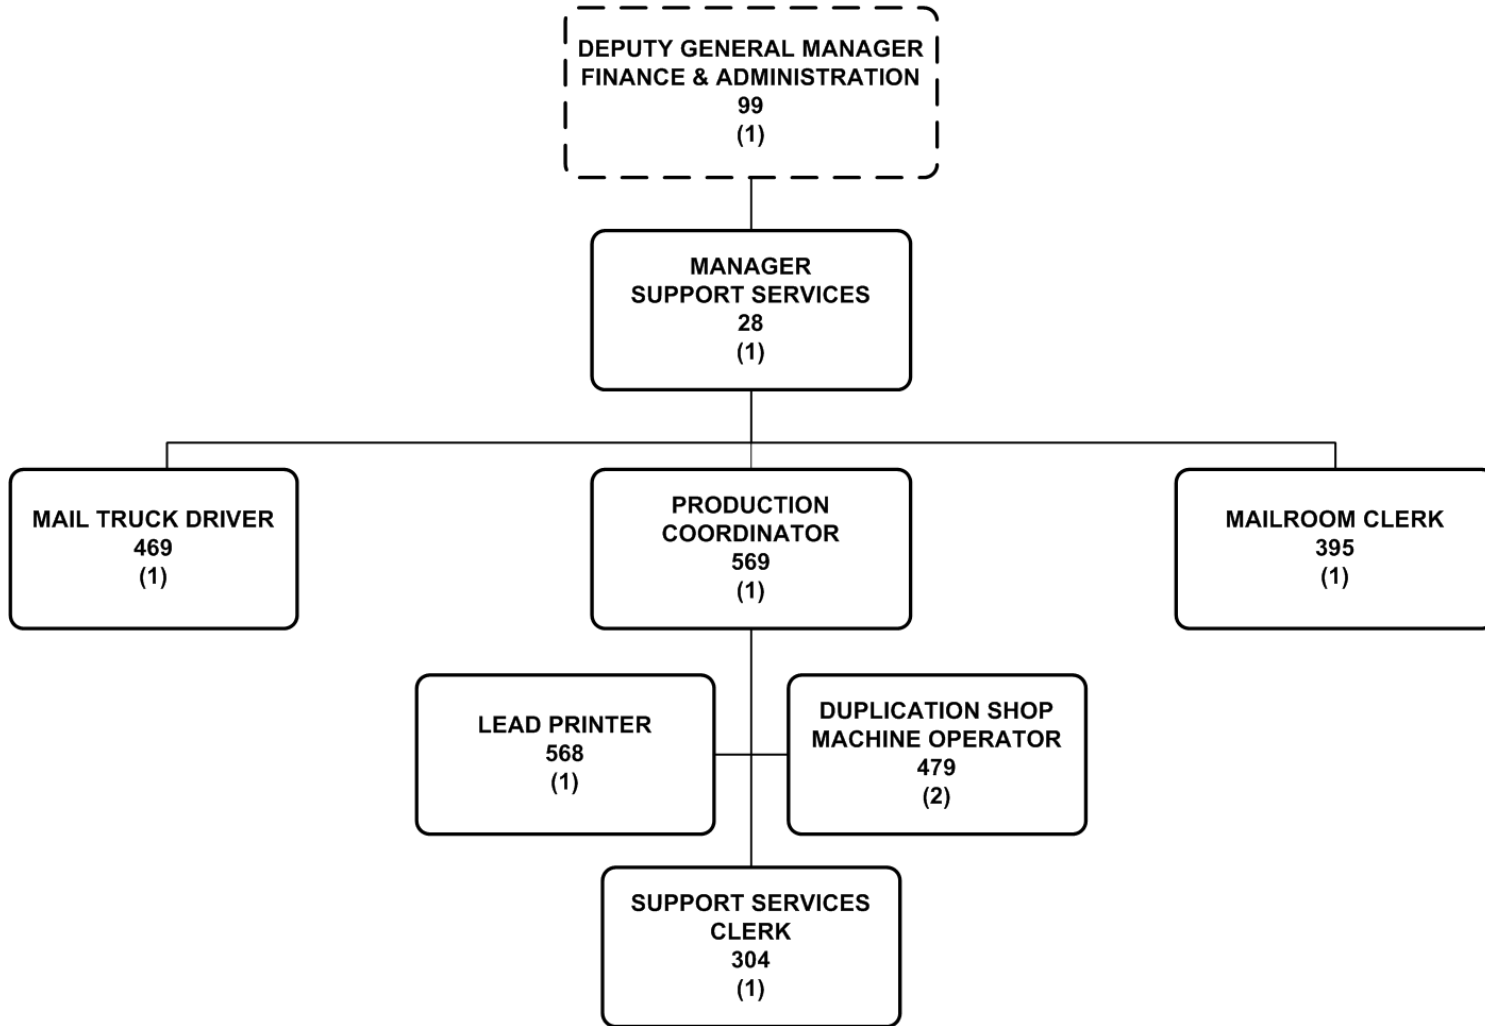 DEPUTY GENERAL MANAGER
FINANCE & ADMINISTRATION
99
(1)
MANAGER
SUPPORT SERVICES
28
(1)
MAIL TRUCK DRIVER
469
(1)
PRODUCTION
COORDINATOR
569
(1)
MAILROOM CLERK
395
(1)
LEAD PRINTER
568
(1)
DUPLICATION SHOP
MACHINE OPERATOR
479
(2)
SUPPORT SERVICES
CLERK
304
(1)